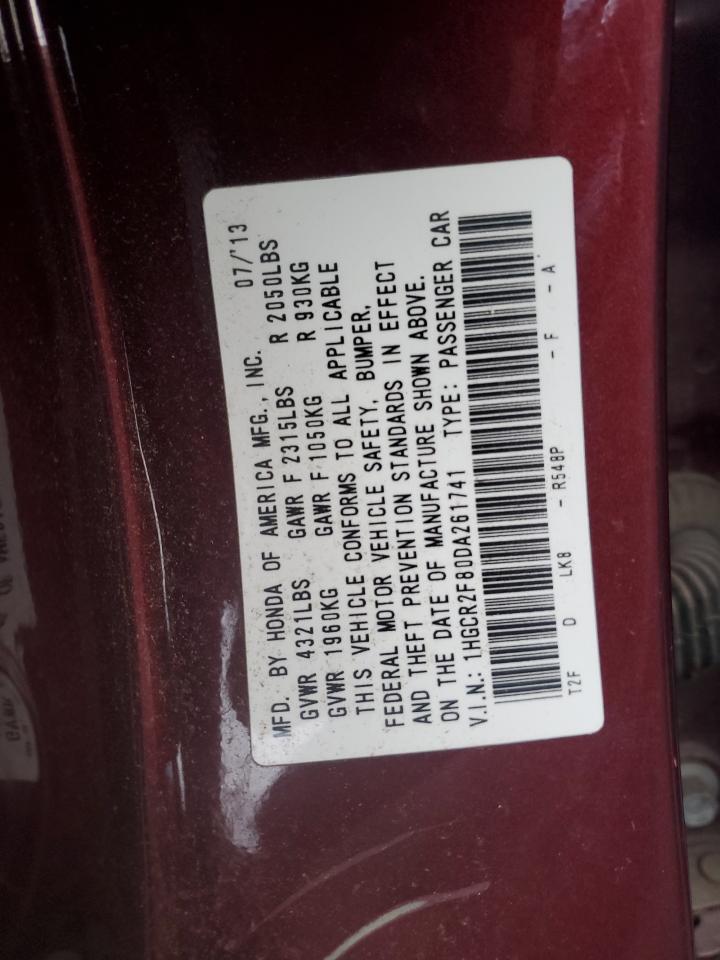 MFD. BY HONDA OF AMERICA MFG., INC. 07/'13
GVWR 4321LBS GAWR F 2315LBS R 2050LBS
GVWR 1960KG GAWR F 1050KG R 930KG
THIS VEHICLE CONFORMS TO ALL APPLICABLE
FEDERAL MOTOR VEHICLE SAFETY, BUMPER,
AND THEFT PREVENTION STANDARDS IN EFFECT
ON THE DATE OF MANUFACTURE SHOWN ABOVE.
V.I.N.: 1HGCR2F80DA261741 TYPE: PASSENGER CAR
T2F D LK8 - R548P - F - A